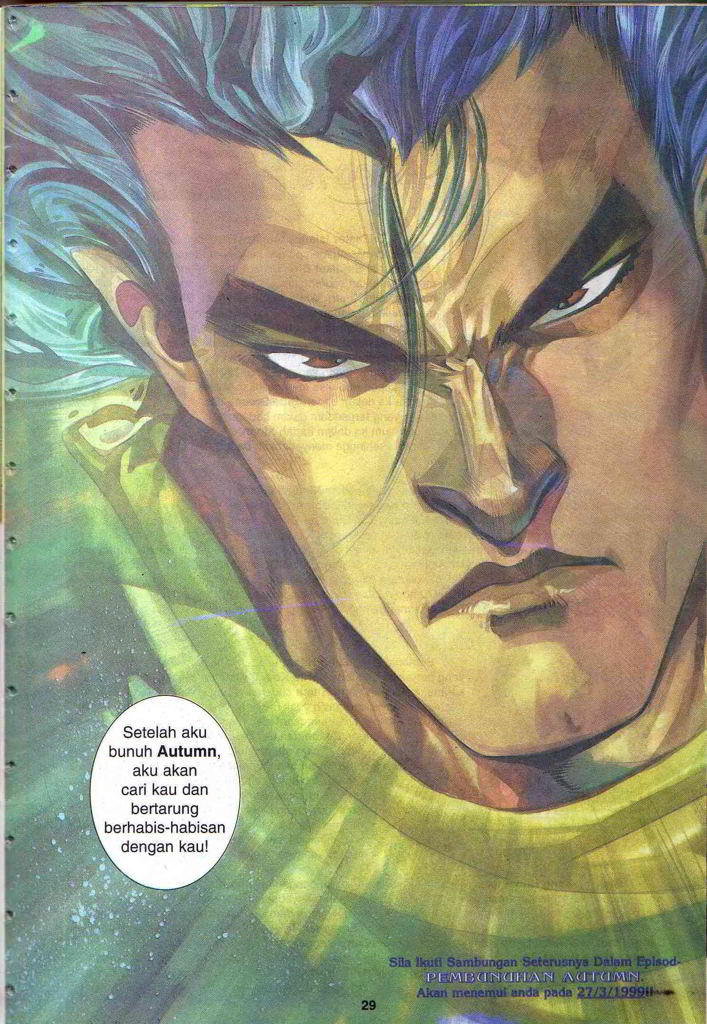 Setelah aku
bunuh Autumn,
aku akan
cari kau dan
bertarung
berhabis-habisan
dengan kau!
Sila Ikuti Sambungan Seterusnya Dalam Episod-
PEMBUNUHAN AUTUMN.
Akan menemui anda pada 27/3/1999!!
29